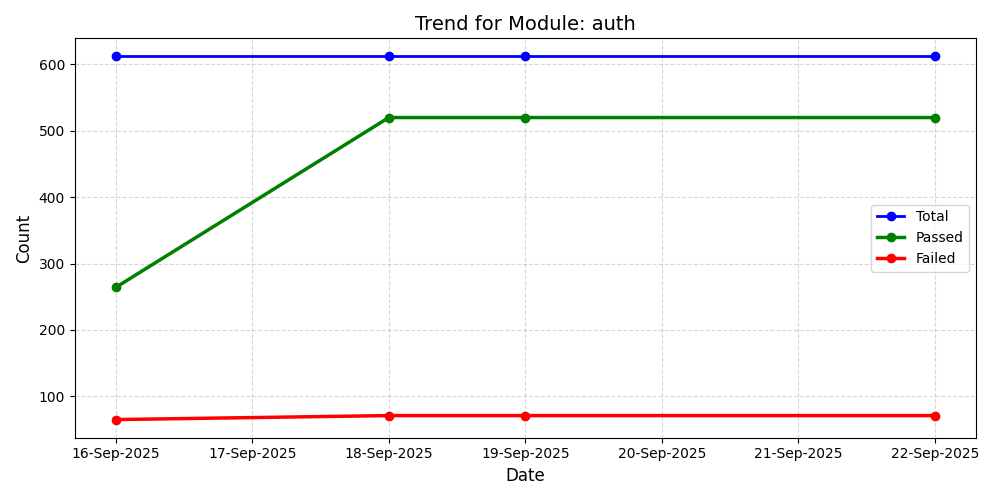 Trend for Module: auth
Count
600
500
400
300
200
100
Total
Passed
Failed
16-Sep-2025 17-Sep-2025 18-Sep-2025 19-Sep-2025 20-Sep-2025 21-Sep-2025 22-Sep-2025
Date